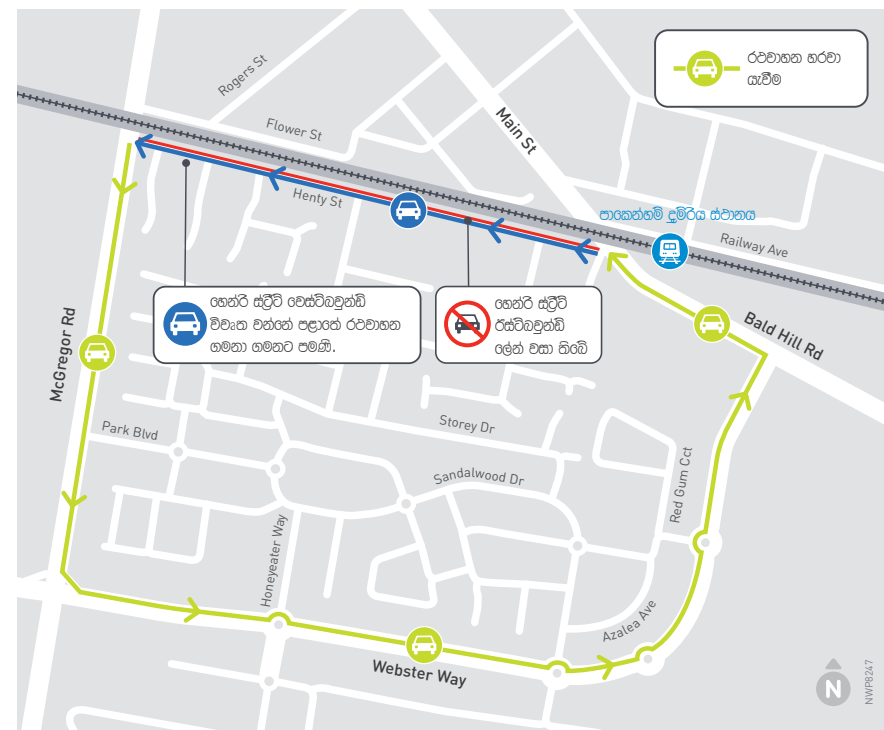 රථවාහන හරවා
යැවීම
Rogers St
Flower St
Main St
Henty St
පාකෙන්හම් දුම්රිය ස්ථානය
Railway Ave
හෙන්රි ස්ට්‍රීට් වෙස්ට්බවුන්ඩ්
විවෘත වන්නේ පළාතේ රථවාහන
ගමනා ගමනට පමණි.
හෙන්රි ස්ට්‍රීට්
ඊස්ට්බවුන්ඩ්
ලේන් වසා තිබේ
Bald Hill Rd
McGregor Rd
Park Blvd
Storey Dr
Sandalwood Dr
Red Gum Cct
Honeyeater Way
Azalea Ave
Webster Way
N
NWP8247